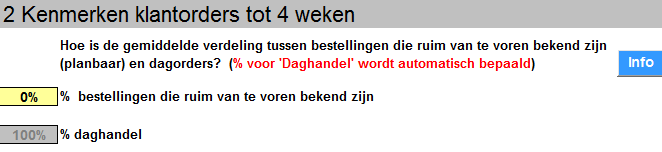 2 Kenmerken klantorders tot 4 weken
Hoe is de gemiddelde verdeling tussen bestellingen die ruim van te voren bekend zijn
(planbaar) en dagorders? (% voor 'Daghandel' wordt automatisch bepaald)
Info
0% % bestellingen die ruim van te voren bekend zijn
100% % daghandel